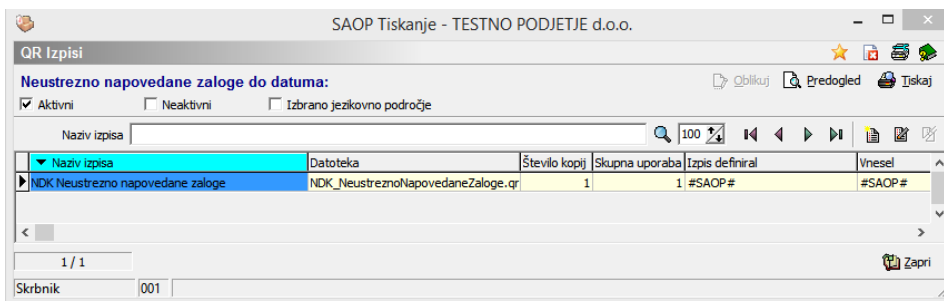 SAOP Tiskanje - TESTNO PODJETJE d.o.o.
QR Izpisi
Neustrezno napovedane zaloge do datuma: Oblikuj Predogled Tiskaj
Aktivni Neaktivni Izbrano jezikovno področje
Naziv izpisa 100
Naziv izpisa Datoteka Število kopij Skupna uporaba Izpis definiral Vnesel
NDK Neustrezno napovedane zaloge NDK_NeustreznoNapovedaneZaloge.qr 1 1 #SAOP# #SAOP#
1 / 1 Zapri
Skrbnik 001